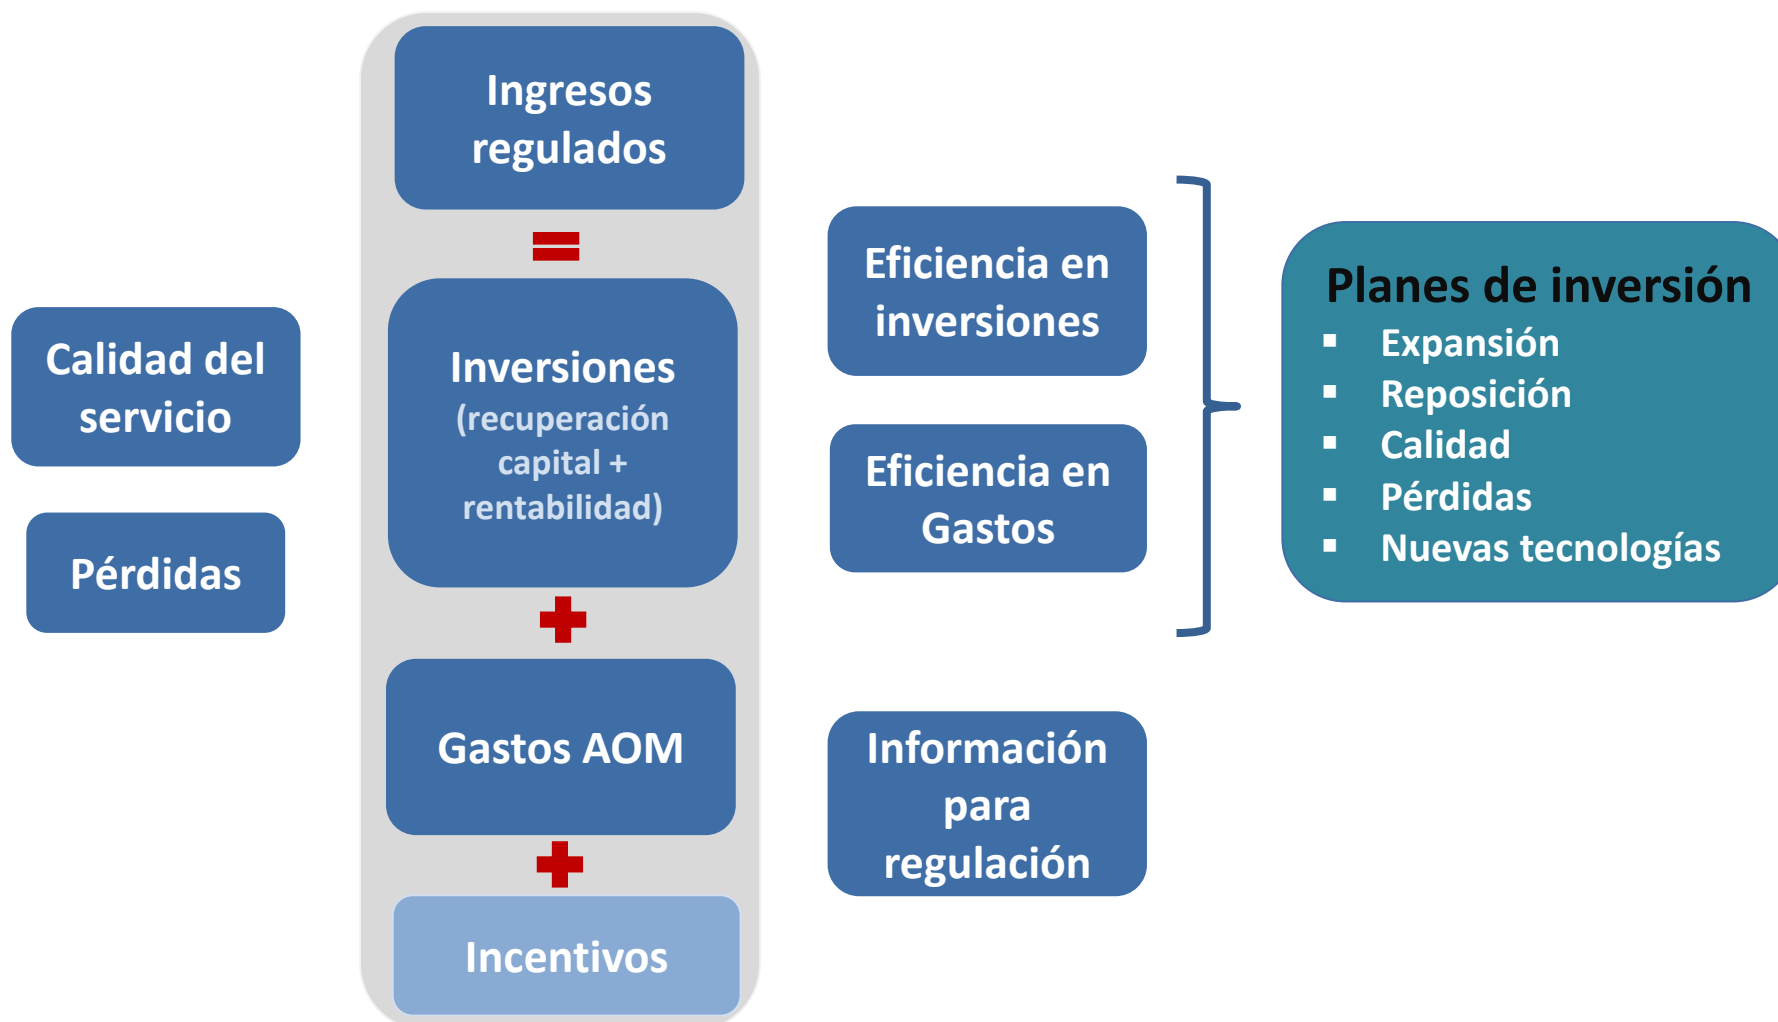 Ingresos
regulados
Calidad del
servicio
Pérdidas
Inversiones
(recuperación
capital +
rentabilidad)
Gastos AOM
Incentivos
Eficiencia en
inversiones
Eficiencia en
Gastos
Información
para
regulación
Planes de inversión
▪ Expansión
▪ Reposición
▪ Calidad
▪ Pérdidas
▪ Nuevas tecnologías